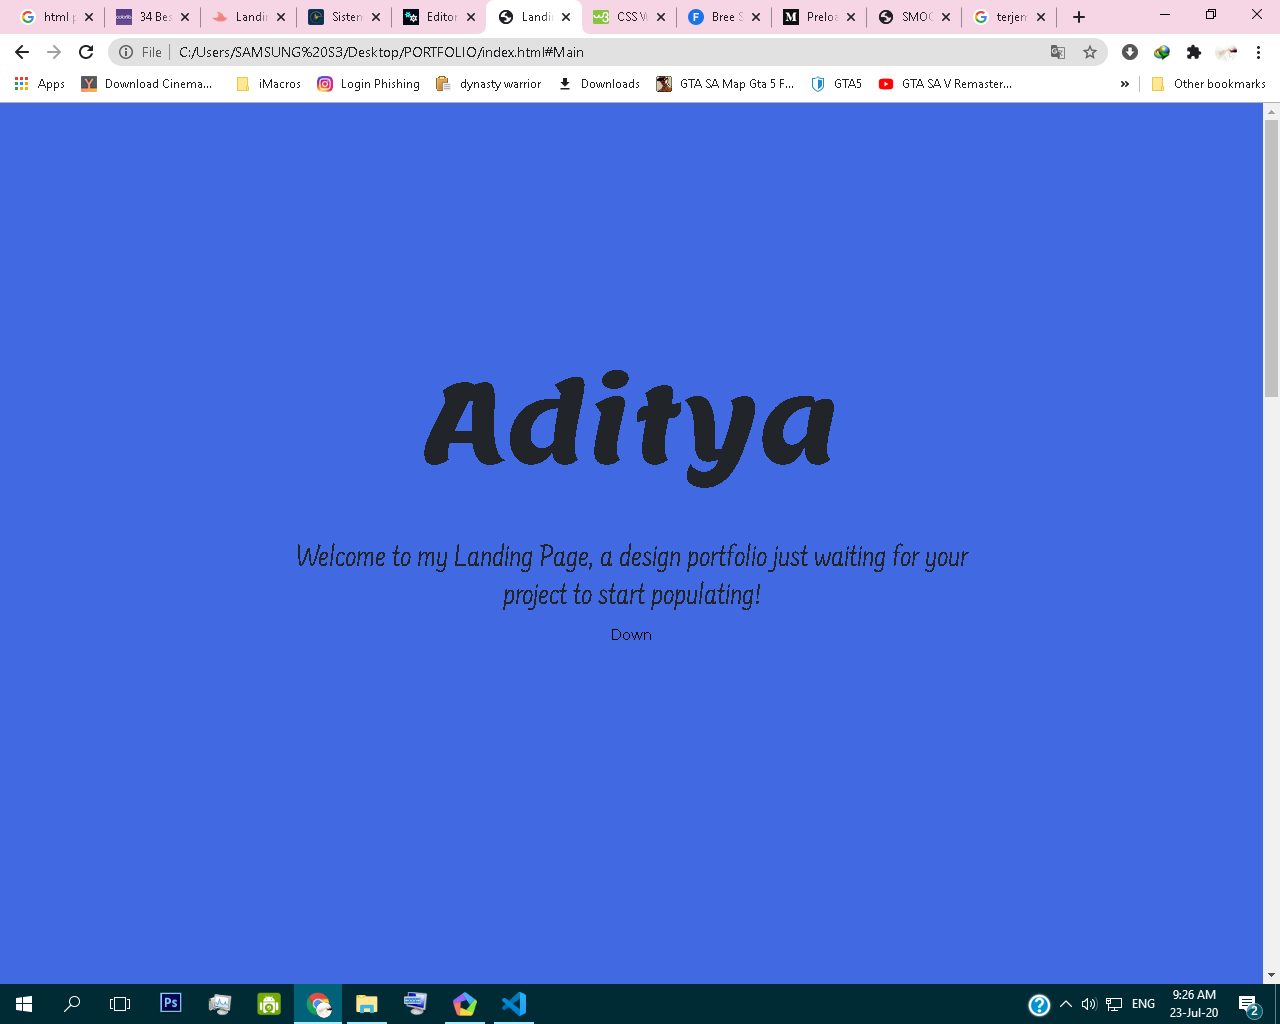 html p
34 Bes
Landin
Sisten
Editor
Landi
CSS V
Bree S
Preloa
SMOO
terjem
File
C:/Users/SAMSUNG%20S3/Desktop/PORTFOLIO/index.html#Main
Apps
Download Cinema...
iMacros
Login Phishing
dynasty warrior
Downloads
GTA SA Map Gta 5 F...
GTA5
GTA SA V Remaster...
»
Other bookmarks
Aditya
Welcome to my Landing Page, a design portfolio just waiting for your
project to start populating!
Down
Ps
ENG
9:26 AM
23-Jul-20
2